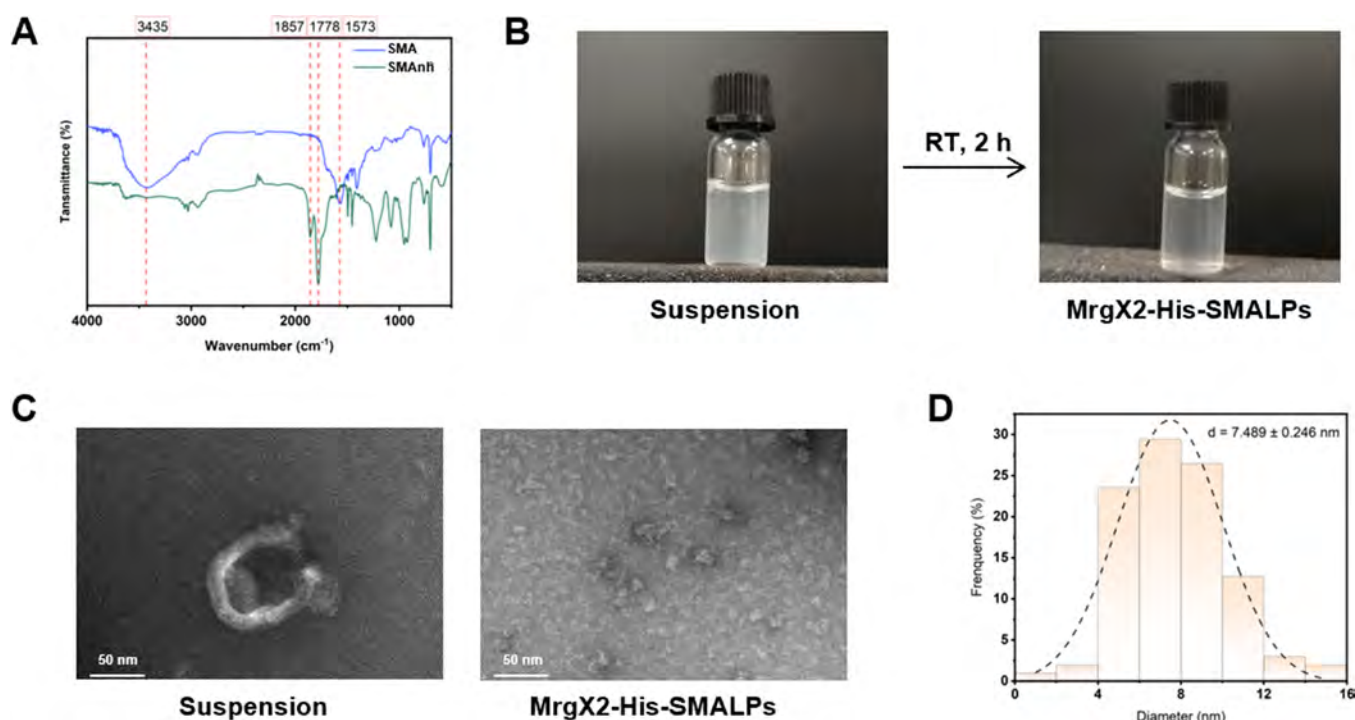 A
3435
1857
1778
1573
SMA
SMAnh
Tansmittance (%)
4000
3000
2000
1000
Wavenumber (cm⁻¹)
B
RT, 2 h
Suspension
MrgX2-His-SMALPs
C
50 nm
50 nm
Suspension
MrgX2-His-SMALPs
D
d = 7.489 ± 0.246 nm
Frenquency (%)
30
25
20
15
10
5
0
0
4
8
12
16
Diameter (nm)